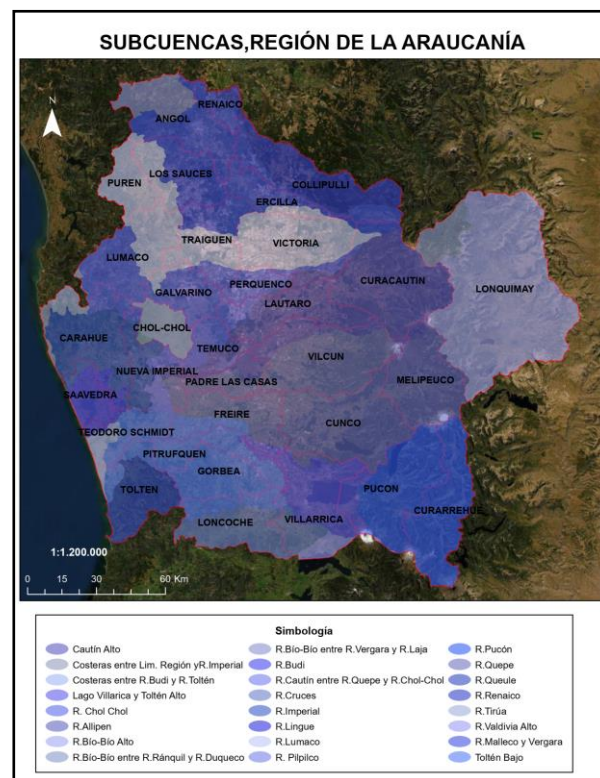 SUBCUENCAS,REGIÓN DE LA ARAUCANÍA
N
RENAICO
ANGOL
LOS SAUCES
PUREN
COLLIPULLI
ERCILLA
TRAIGUEN
VICTORIA
LUMACO
CURACAUTIN
PERQUENCO
LONQUIMAY
GALVARINO
LAUTARO
CHOL-CHOL
CARAHUE
TEMUCO
VILCUN
NUEVA IMPERIAL
PADRE LAS CASAS
MELIPEUCO
SAAVEDRA
FREIRE
CUNCO
TEODORO SCHMIDT
PITRUFQUEN
GORBEA
TOLTEN
PUCON
CURARREHUE
LONCOCHE
VILLARRICA
1:1.200.000
0 15 30 60 Km
Simbología
Cautín Alto
Costeras entre Lim. Región yR.Imperial
Costeras entre R.Budi y R.Toltén
Lago Villarica y Toltén Alto
R. Chol Chol
R.Allipen
R.Bío-Bío Alto
R.Bío-Bío entre R.Ránquil y R.Duqueco
R.Bío-Bío entre R.Vergara y R.Laja
R.Budi
R.Cautín entre R.Quepe y R.Chol-Chol
R.Cruces
R.Imperial
R.Lingue
R.Lumaco
R. Pilpilco
R.Pucón
R.Quepe
R.Queule
R.Renaico
R.Tirúa
R.Valdivia Alto
R.Malleco y Vergara
Toltén Bajo